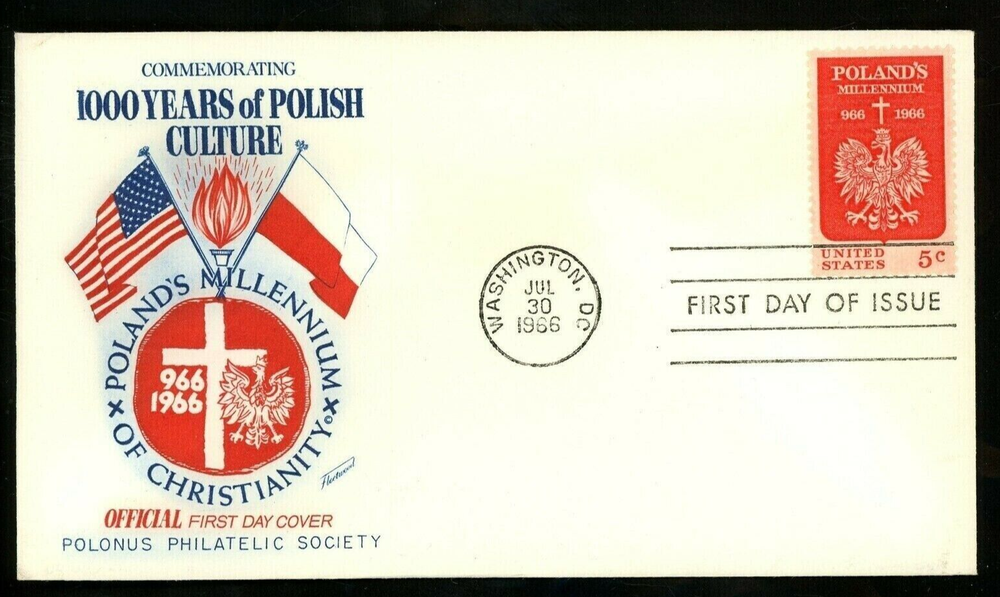 COMMEMORATING
1000 YEARS of POLISH
CULTURE
POLAND'S MILLENNIUM
OF CHRISTIANITY
©
966
1966
Fleetwood
OFFICIAL FIRST DAY COVER
POLONUS PHILATELIC SOCIETY
WASHINGTON, DC
JUL
30
1966
POLAND'S
MILLENNIUM
966 1966
UNITED
STATES 5c
FIRST DAY OF ISSUE